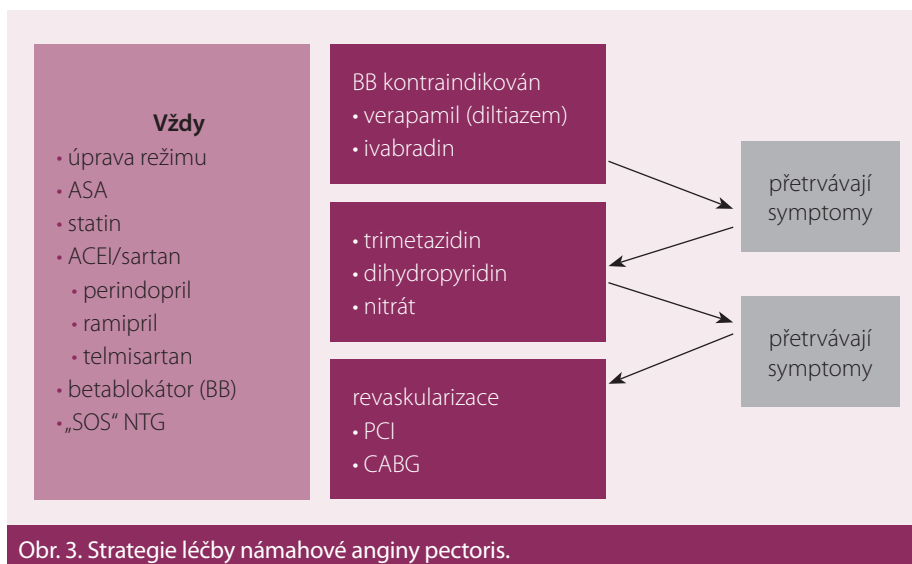 Vždy
• úprava režimu
• ASA
• statin
• ACEI/sartan
• perindopril
• ramipril
• telmisartan
• betablokátor (BB)
• „SOS“ NTG
BB kontraindikován
• verapamil (diltiazem)
• ivabradin
přetrvávají
symptomy
• trimetazidin
• dihydropyridin
• nitrát
přetrvávají
symptomy
revaskularizace
• PCI
• CABG
Obr. 3. Strategie léčby námahové anginy pectoris.